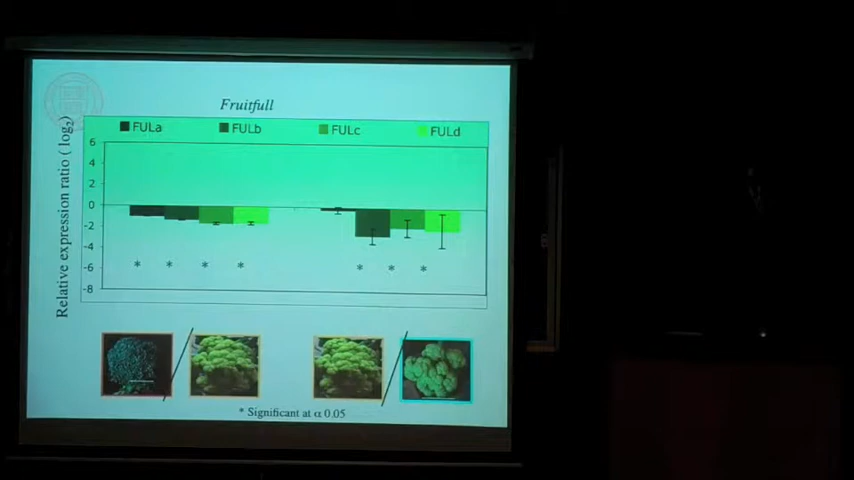 Fruitfull
FULa FULb FULc FULd
Relative expression ratio (log2)
6
4
2
0
-2
-4
-6
-8
* * * * * * *
* Significant at α 0.05